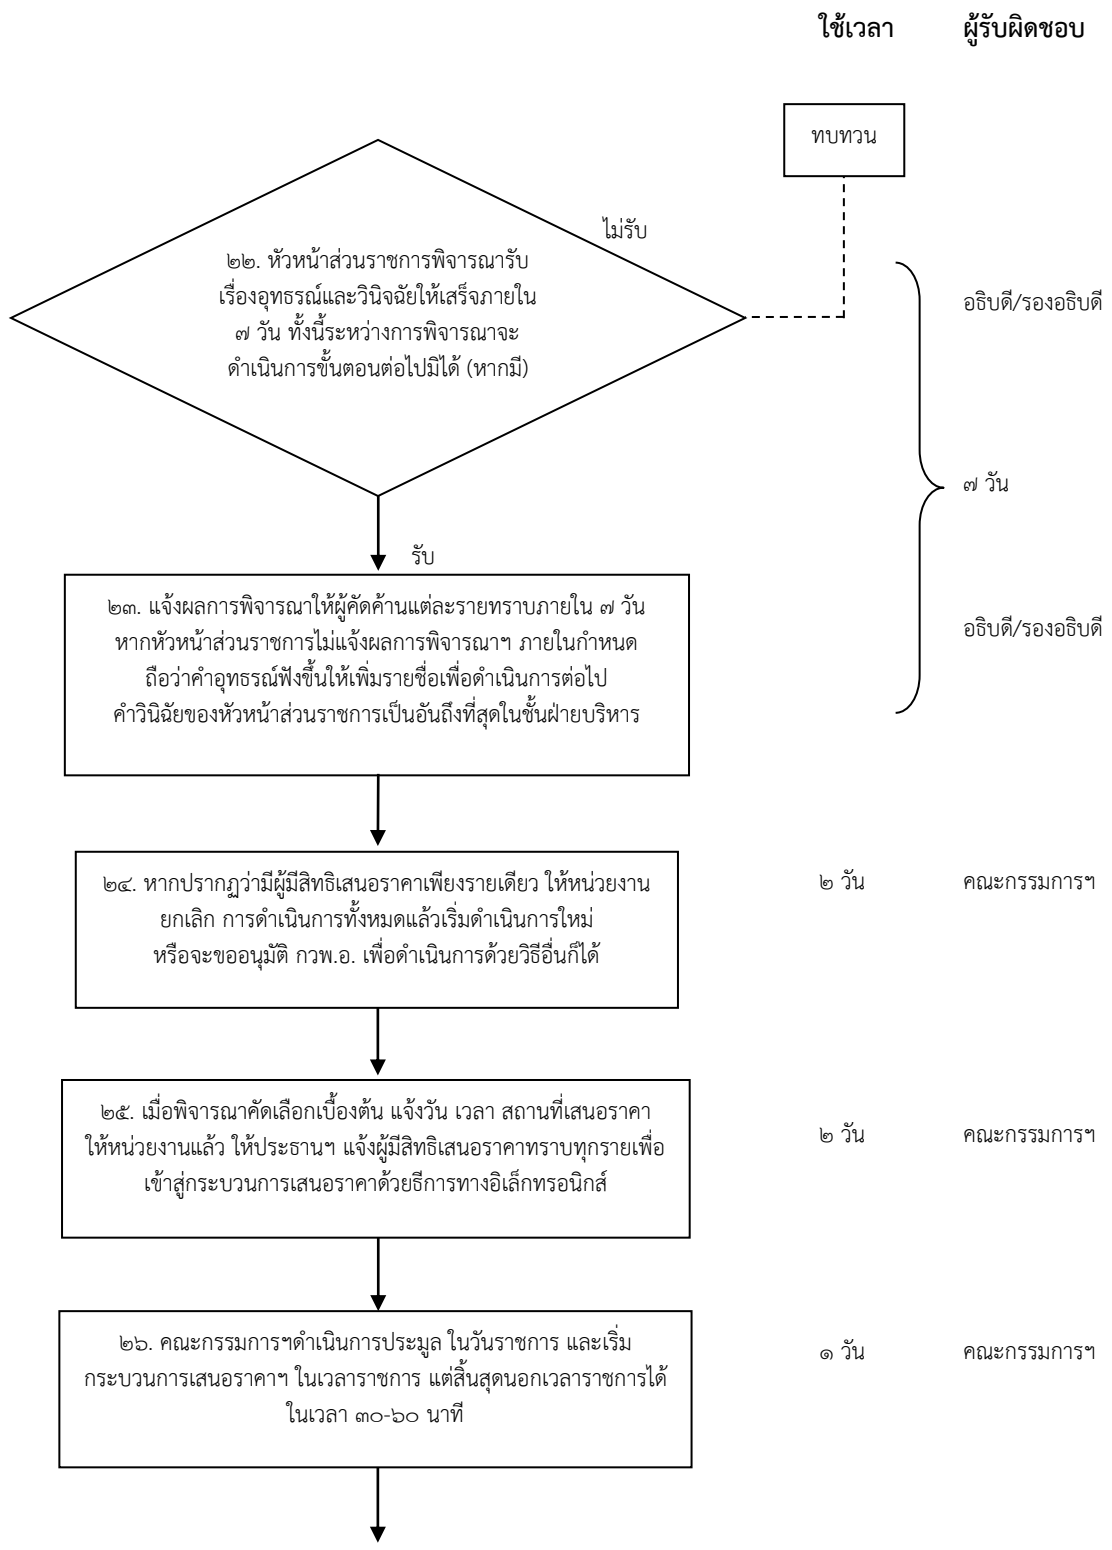 ใช้เวลา ผู้รับผิดชอบ
ทบทวน
ไม่รับ
๒๒. หัวหน้าส่วนราชการพิจารณารับ
เรื่องอุทธรณ์และวินิจฉัยให้เสร็จภายใน
๗ วัน ทั้งนี้ระหว่างการพิจารณาจะ
ดำเนินการขั้นตอนต่อไปมิได้ (หากมี)
อธิบดี/รองอธิบดี
๗ วัน
รับ
๒๓. แจ้งผลการพิจารณาให้ผู้คัดค้านแต่ละรายทราบภายใน ๗ วัน
หากหัวหน้าส่วนราชการไม่แจ้งผลการพิจารณาฯ ภายในกำหนด
ถือว่าคำอุทธรณ์ฟังขึ้นให้เพิ่มรายชื่อเพื่อดำเนินการต่อไป
คำวินิฉัยของหัวหน้าส่วนราชการเป็นอันถึงที่สุดในชั้นฝ่ายบริหาร
อธิบดี/รองอธิบดี
๒๔. หากปรากฏว่ามีผู้มีสิทธิเสนอราคาเพียงรายเดียว ให้หน่วยงาน
ยกเลิก การดำเนินการทั้งหมดแล้วเริ่มดำเนินการใหม่
หรือจะขออนุมัติ กวพ.อ. เพื่อดำเนินการด้วยวิธีอื่นก็ได้
๒ วัน คณะกรรมการฯ
๒๕. เมื่อพิจารณาคัดเลือกเบื้องต้น แจ้งวัน เวลา สถานที่เสนอราคา
ให้หน่วยงานแล้ว ให้ประธานฯ แจ้งผู้มีสิทธิเสนอราคาทราบทุกรายเพื่อ
เข้าสู่กระบวนการเสนอราคาด้วยธีการทางอิเล็กทรอนิกส์
๒ วัน คณะกรรมการฯ
๒๖. คณะกรรมการฯดำเนินการประมูล ในวันราชการ และเริ่ม
กระบวนการเสนอราคาฯ ในเวลาราชการ แต่สิ้นสุดนอกเวลาราชการได้
ในเวลา ๓๐-๖๐ นาที
๑ วัน คณะกรรมการฯ